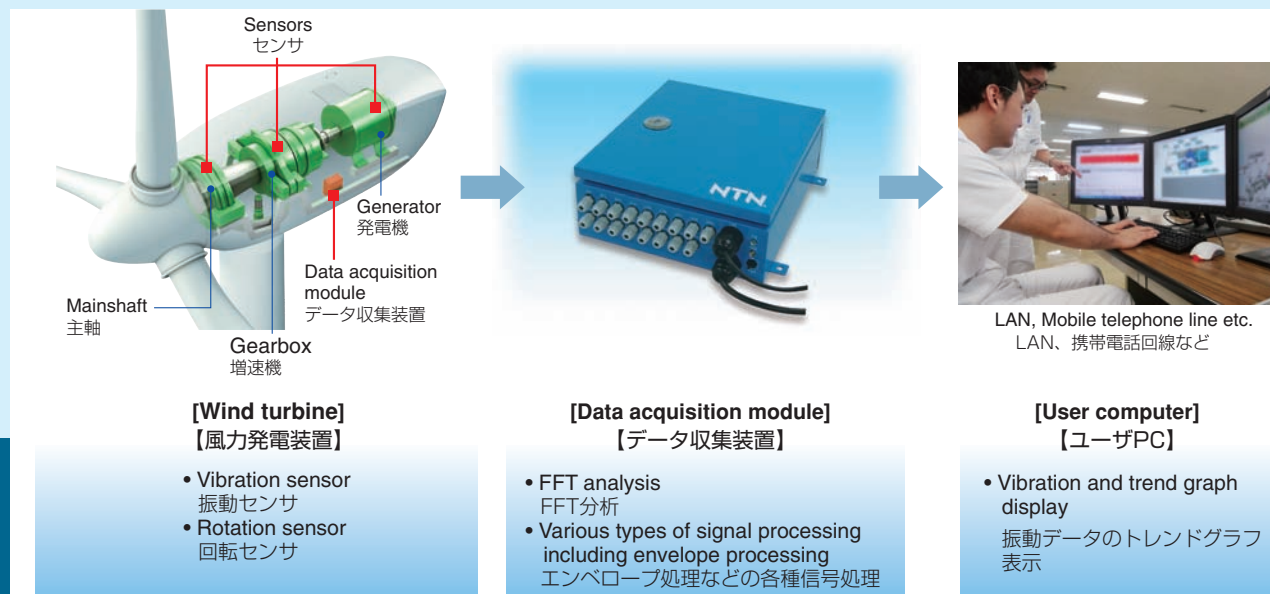 Sensors
センサ
Generator
発電機
Data acquisition
module
データ収集装置
Mainshaft
主軸
Gearbox
増速機
NTN
LAN, Mobile telephone line etc.
LAN、携帯電話回線など
[Wind turbine]
【風力発電装置】
• Vibration sensor
振動センサ
• Rotation sensor
回転センサ
[Data acquisition module]
【データ収集装置】
• FFT analysis
FFT分析
• Various types of signal processing
including envelope processing
エンベロープ処理などの各種信号処理
[User computer]
【ユーザPC】
• Vibration and trend graph
display
振動データのトレンドグラフ
表示